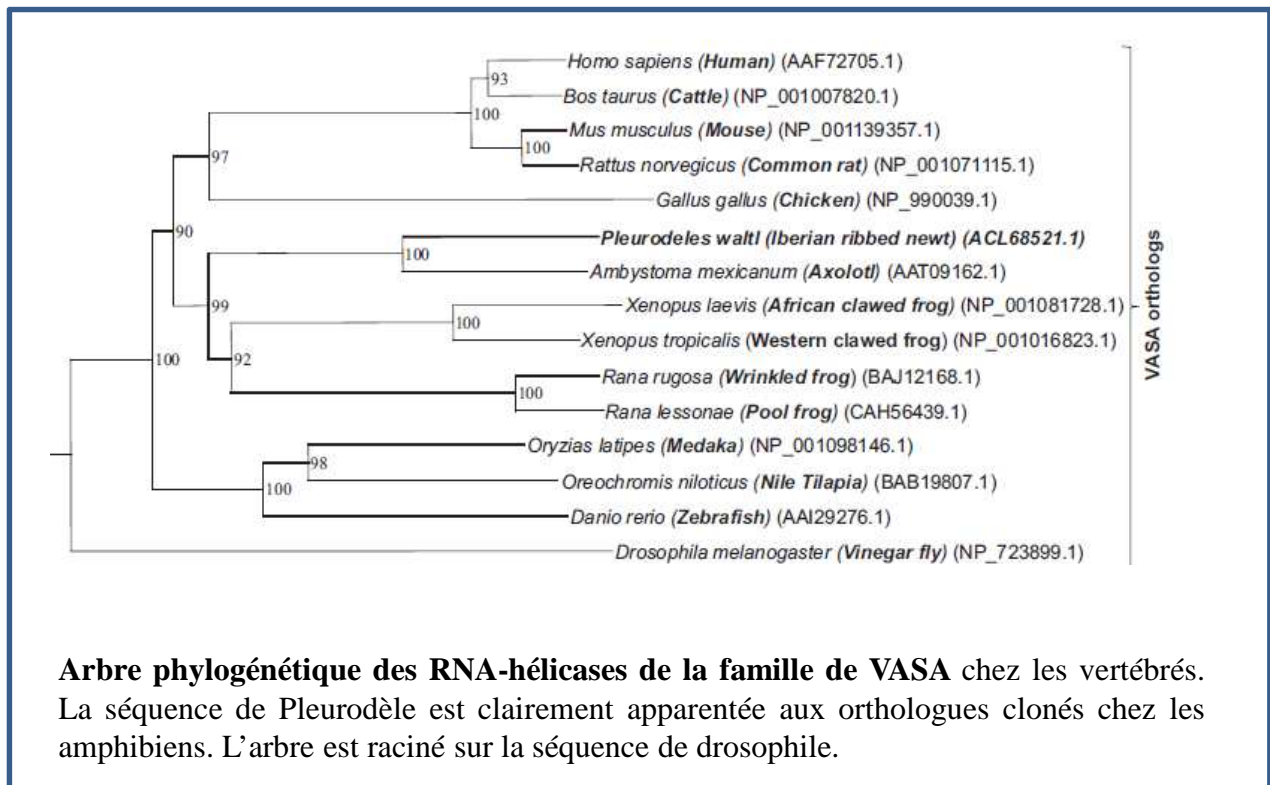 Homo sapiens (Human) (AAF72705.1)
93
Bos taurus (Cattle) (NP_001007820.1)
100
Mus musculus (Mouse) (NP_001139357.1)
100
97
Rattus norvegicus (Common rat) (NP_001071115.1)
Gallus gallus (Chicken) (NP_990039.1)
90
Pleurodeles waltl (Iberian ribbed newt) (ACL68521.1)
100
Ambystoma mexicanum (Axolotl) (AAT09162.1)
99
Xenopus laevis (African clawed frog) (NP_001081728.1)
100
Xenopus tropicalis (Western clawed frog) (NP_001016823.1)
100
92
Rana rugosa (Wrinkled frog) (BAJ12168.1)
100
Rana lessonae (Pool frog) (CAH56439.1)
Oryzias latipes (Medaka) (NP_001098146.1)
98
Oreochromis niloticus (Nile Tilapia) (BAB19807.1)
100
Danio rerio (Zebrafish) (AAI29276.1)
Drosophila melanogaster (Vinegar fly) (NP_723899.1)
VASA orthologs
Arbre phylogénétique des RNA-hélicases de la famille de VASA chez les vertébrés.
La séquence de Pleurodèle est clairement apparentée aux orthologues clonés chez les
amphibiens. L’arbre est raciné sur la séquence de drosophile.